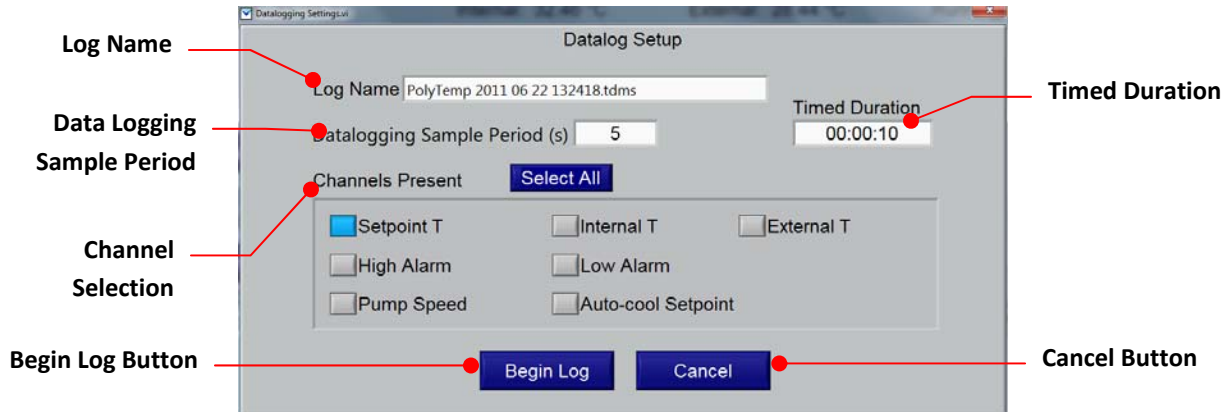 Datalogging Settings.vi
Datalog Setup
Log Name
Log Name PolyTemp 2011 06 22 132418.tdms
Timed Duration
Timed Duration
00:00:10
Data Logging
Sample Period
Datalogging Sample Period (s) 5
Channels Present Select All
Channel
Selection
Setpoint T Internal T External T
High Alarm Low Alarm
Pump Speed Auto-cool Setpoint
Begin Log Button
Begin Log Cancel
Cancel Button